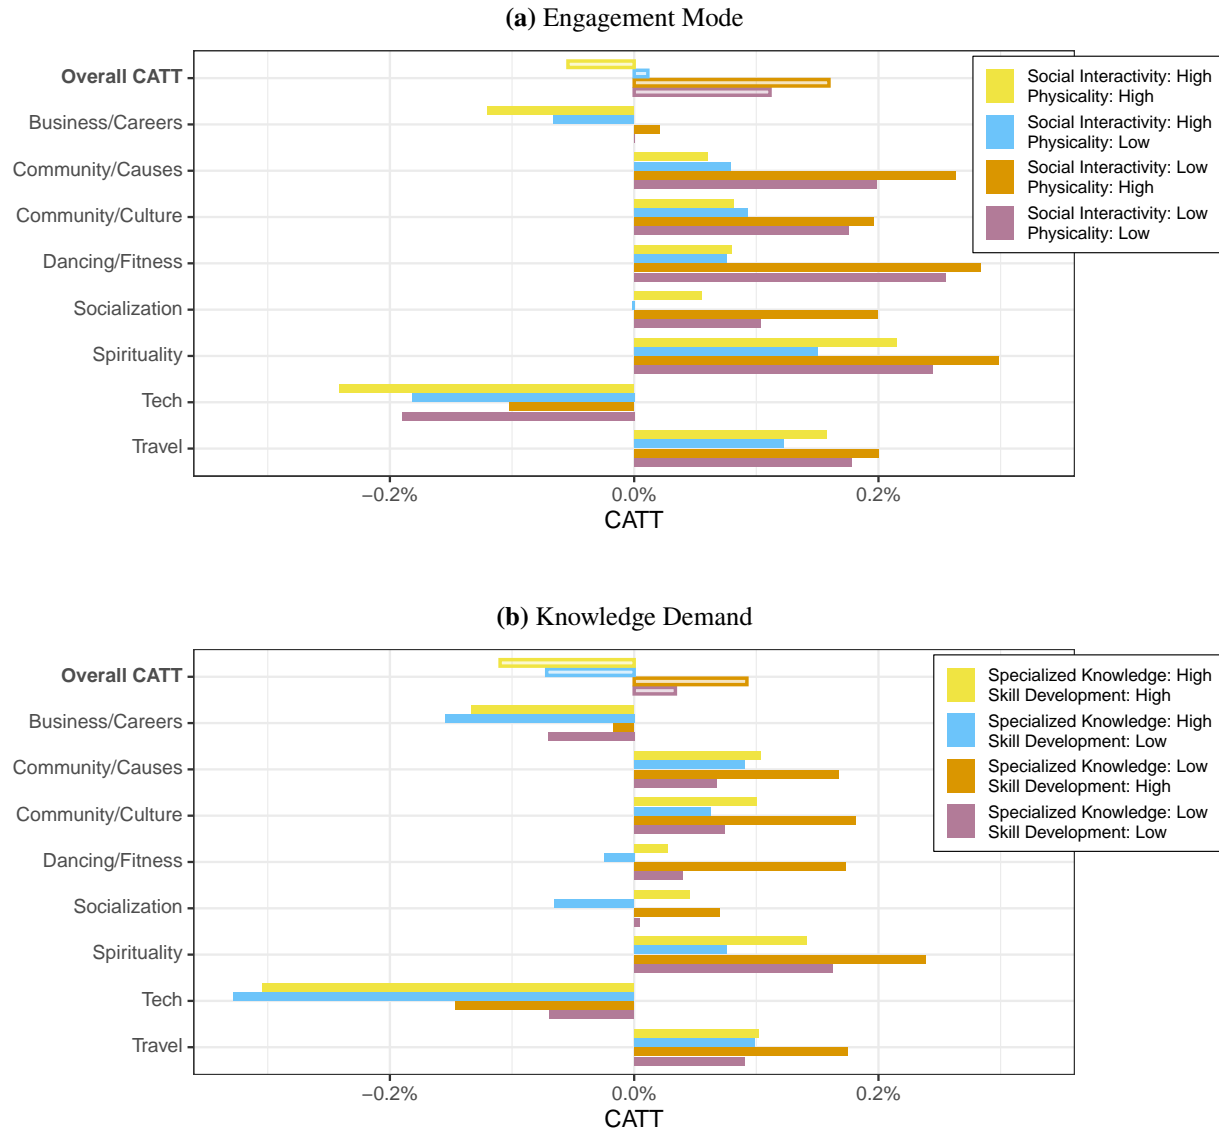 (a) Engagement Mode
Overall CATT
Business/Careers
Community/Causes
Community/Culture
Dancing/Fitness
Socialization
Spirituality
Tech
Travel
Social Interactivity: High
Physicality: High
Social Interactivity: High
Physicality: Low
Social Interactivity: Low
Physicality: High
Social Interactivity: Low
Physicality: Low
−0.2% 0.0% 0.2%
CATT
(b) Knowledge Demand
Overall CATT
Business/Careers
Community/Causes
Community/Culture
Dancing/Fitness
Socialization
Spirituality
Tech
Travel
Specialized Knowledge: High
Skill Development: High
Specialized Knowledge: High
Skill Development: Low
Specialized Knowledge: Low
Skill Development: High
Specialized Knowledge: Low
Skill Development: Low
−0.2% 0.0% 0.2%
CATT